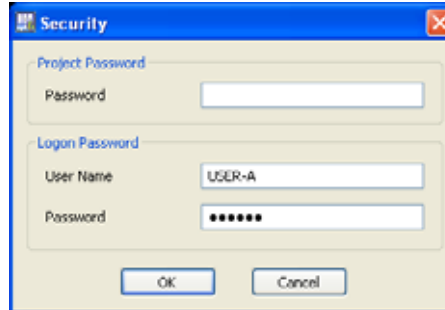 Security
Project Password
Password
Logon Password
User Name USER-A
Password ●●●●●●
OK Cancel